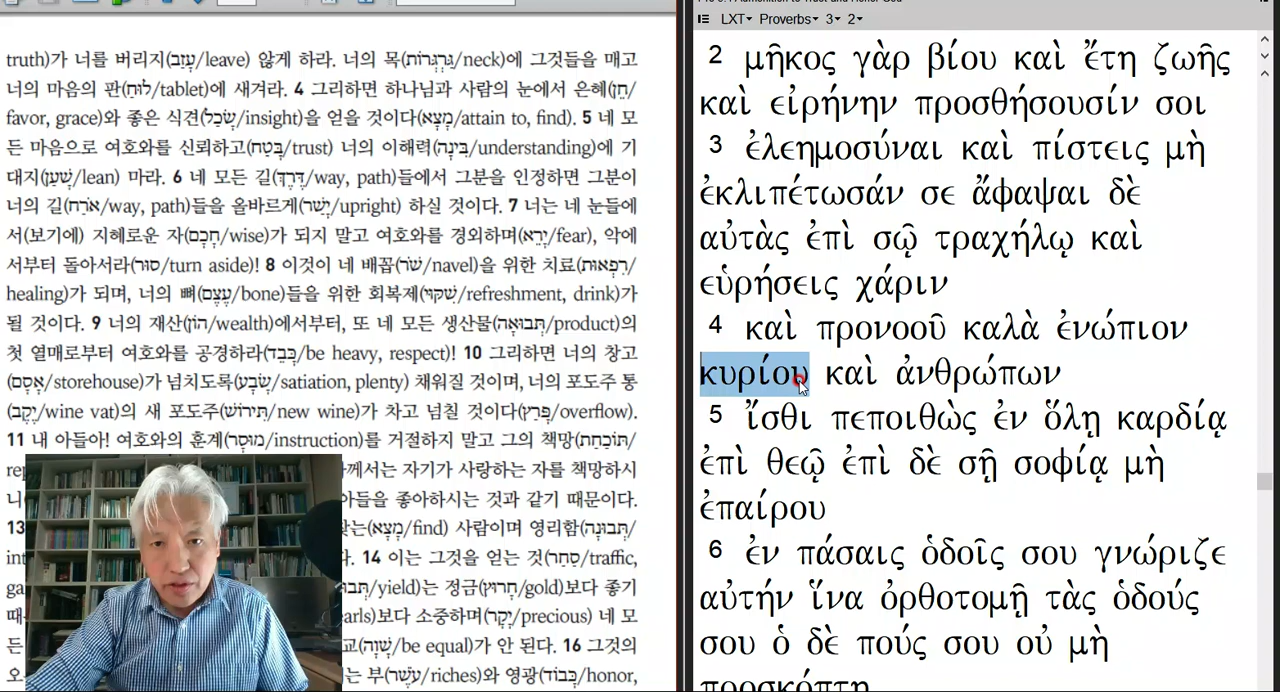 truth)가 너를 버리지(עָזַב/leave) 않게 하라. 너의 목(גַּרְגְּרוֹת/neck)에 그것들을 매고
너의 마음의 판(לוּחַ/tablet)에 새겨라. 4 그리하면 하나님과 사람의 눈에서 은혜(חֵן/
favor, grace)와 좋은 식견(שֵׂכֶל/insight)을 얻을 것이다(מָצָא/attain to, find). 5 네 모
든 마음으로 여호와를 신뢰하고(בָּטַח/trust) 너의 이해력(בִּינָה/understanding)에 기
대지(שָׁעַן/lean) 마라. 6 네 모든 길(דֶּרֶךְ/way, path)들에서 그분을 인정하면 그분이
너의 길(אֹרַח/way, path)들을 올바르게(יָשַׁר/upright) 하실 것이다. 7 너는 네 눈들에
서(보기에) 지혜로운 자(חָכָם/wise)가 되지 말고 여호와를 경외하며(יָרֵא/fear), 악에
서부터 돌아서라(סוּר/turn aside)! 8 이것이 네 배꼽(שֹׁר/navel)을 위한 치료(רִפְאוּת/
healing)가 되며, 너의 뼈(עֶצֶם/bone)들을 위한 회복제(שִׁקּוּי/refreshment, drink)가
될 것이다. 9 너의 재산(הוֹן/wealth)에서부터, 또 네 모든 생산물(תְּבוּאָה/product)의
첫 열매로부터 여호와를 공경하라(כָּבֵד/be heavy, respect)! 10 그리하면 너의 창고
(אָסָם/storehouse)가 넘치도록(שָׂבָע/satiation, plenty) 채워질 것이며, 너의 포도주 통
(יֶקֶב/wine vat)의 새 포도주(תִּירוֹשׁ/new wine)가 차고 넘칠 것이다(פָּרַץ/overflow).
11 내 아들아! 여호와의 훈계(מוּסָר/instruction)를 거절하지 말고 그의 책망(תּוֹכַחַת/
께서는 자기가 사랑하는 자를 책망하시
니
아들을 좋아하시는 것과 같기 때문이다.
13
찾는(מָצָא/find) 사람이며 영리함(תְּבוּנָה/
int
다. 14 이는 그것을 얻는 것(סַחַר/traffic,
ga
/yield)는 정금(חָרוּץ/gold)보다 좋기
때
arls)보다 소중하며(יָקָר/precious) 네 모
든
교(שָׁוָה/be equal)가 안 된다. 16 그것의
오
는 부(עֹשֶׁר/riches)와 영광(כָּבוֹד/honor,
LXT Proverbs 3 2
2 μῆκος γὰρ βίου καὶ ἔτη ζωῆς
καὶ εἰρήνην προσθήσουσίν σοι
3 ἐλεημοσύναι καὶ πίστεις μὴ
ἐκλιπέτωσάν σε ἄφαψαι δὲ
αὐτὰς ἐπὶ σῷ τραχήλῳ καὶ
εὑρήσεις χάριν
4 καὶ προνοοῦ καλὰ ἐνώπιον
κυρίου καὶ ἀνθρώπων
5 ἴσθι πεποιθὼς ἐν ὅλῃ καρδίᾳ
ἐπὶ θεῷ ἐπὶ δὲ σῇ σοφίᾳ μὴ
ἐπαίρου
6 ἐν πάσαις ὁδοῖς σου γνώριζε
αὐτήν ἵνα ὀρθοτομῇ τὰς ὁδούς
σου ὁ δὲ πούς σου οὐ μὴ
προσκόπτῃ